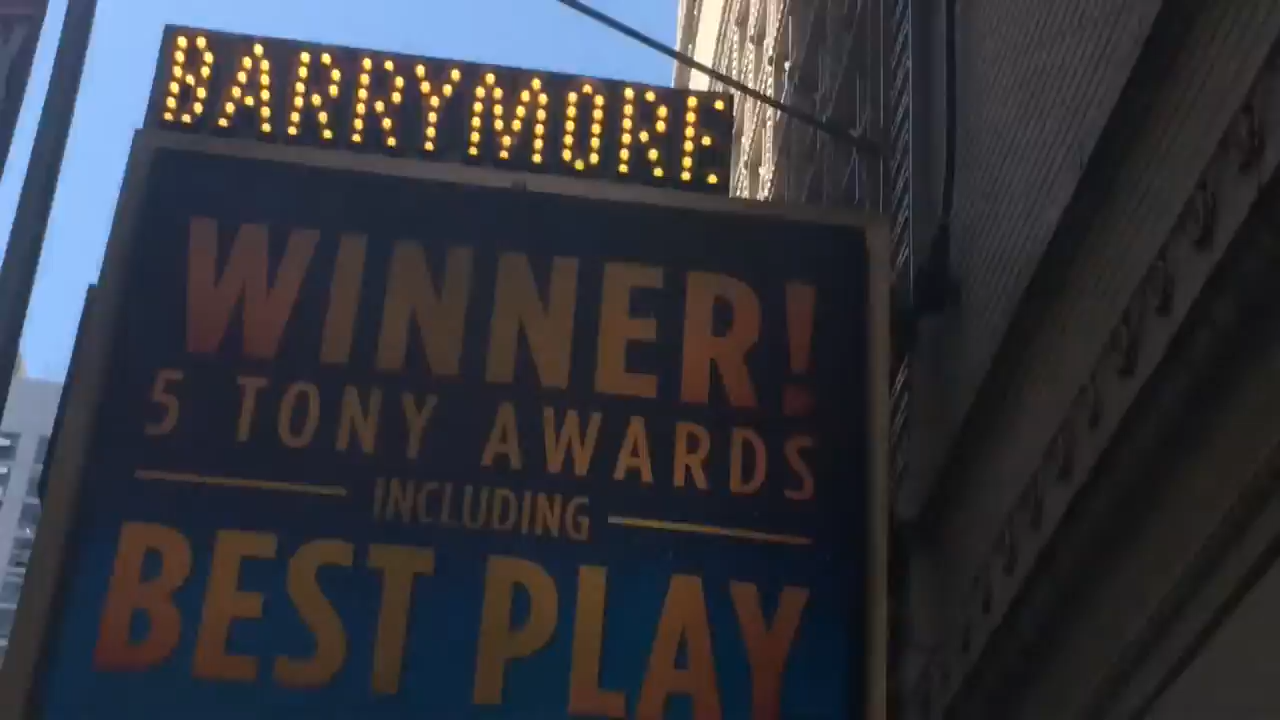 BARRYMORE
WINNER!
5 TONY AWARDS
INCLUDING
BEST PLAY